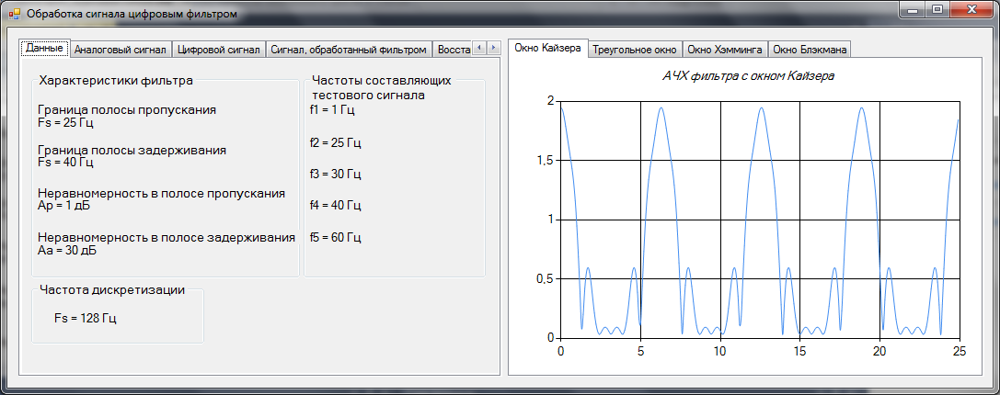 Обработка сигнала цифровым фильтром
Данные Аналоговый сигнал Цифровой сигнал Сигнал, обработанный фильтром Восста
Характеристики фильтра
Граница полосы пропускания
Fs = 25 Гц
Граница полосы задерживания
Fs = 40 Гц
Неравномерность в полосе пропускания
Ap = 1 дБ
Неравномерность в полосе задерживания
Aa = 30 дБ
Частоты составляющих
тестового сигнала
f1 = 1 Гц
f2 = 25 Гц
f3 = 30 Гц
f4 = 40 Гц
f5 = 60 Гц
Частота дискретизации
Fs = 128 Гц
Окно Кайзера Треугольное окно Окно Хэмминга Окно Блэкмана
АЧХ фильтра с окном Кайзера
2
1,5
1
0,5
0
0 5 10 15 20 25